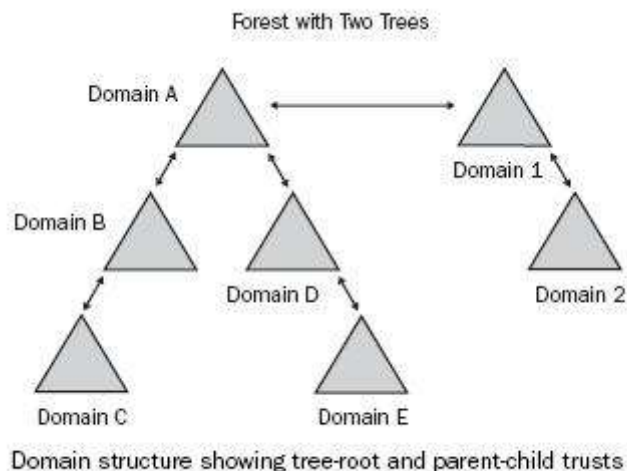 Forest with Two Trees
Domain A
Domain 1
Domain B
Domain D
Domain 2
Domain C
Domain E
Domain structure showing tree-root and parent-child trusts